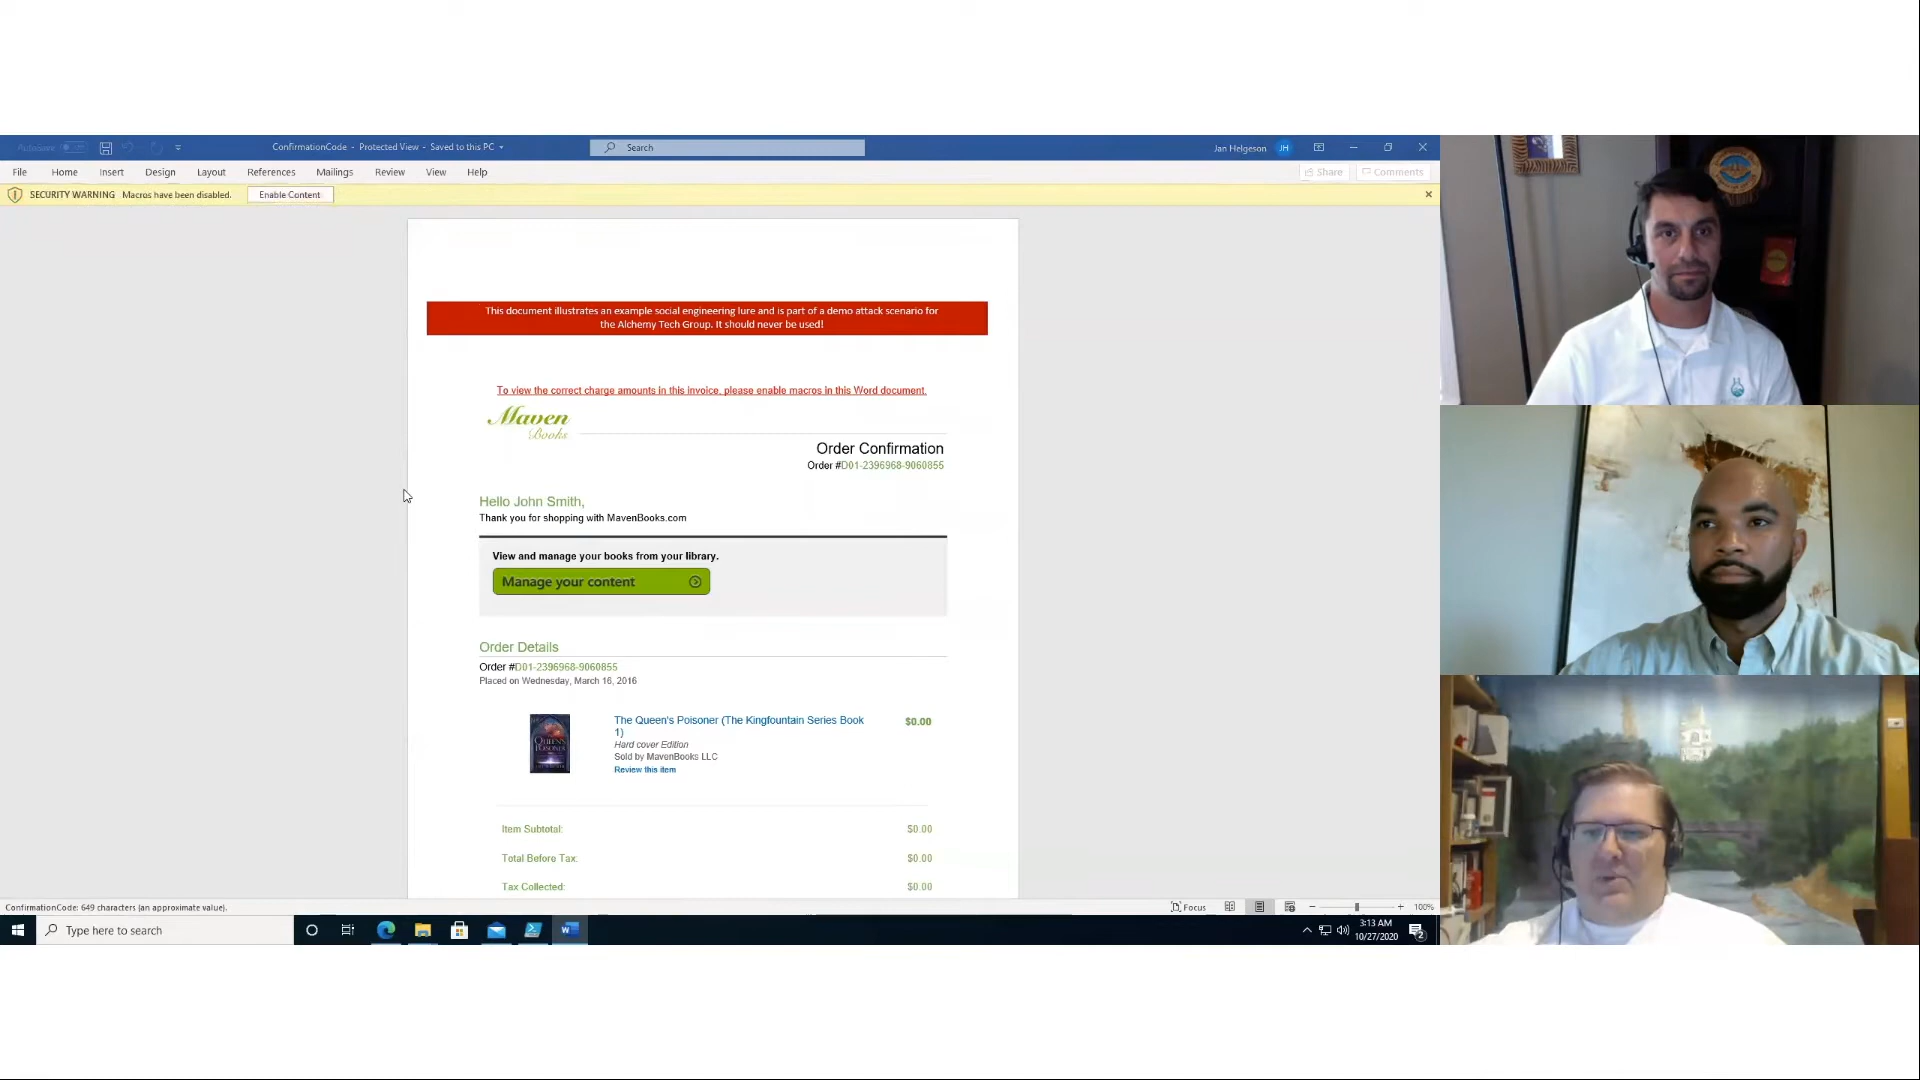 AutoSave
ConfirmationCode - Protected View - Saved to this PC
Search
Jan Helgeson
JH
File Home Insert Design Layout References Mailings Review View Help
Share Comments
SECURITY WARNING Macros have been disabled. Enable Content
This document illustrates an example social engineering lure and is part of a demo attack scenario for
the Alchemy Tech Group. It should never be used!
To view the correct charge amounts in this invoice, please enable macros in this Word document.
Maven
Books
Order Confirmation
Order #D01-2396968-9060855
Hello John Smith,
Thank you for shopping with MavenBooks.com
View and manage your books from your library.
Manage your content
Order Details
Order #D01-2396968-9060855
Placed on Wednesday, March 16, 2016
The Queen's Poisoner (The Kingfountain Series Book $0.00
1)
Hard cover Edition
Sold by MavenBooks LLC
Review this item
QUEEN'S
POISONER
Item Subtotal: $0.00
Total Before Tax: $0.00
Tax Collected: $0.00
ConfirmationCode: 649 characters (an approximate value).
Focus
100%
Type here to search
3:13 AM
10/27/2020
2